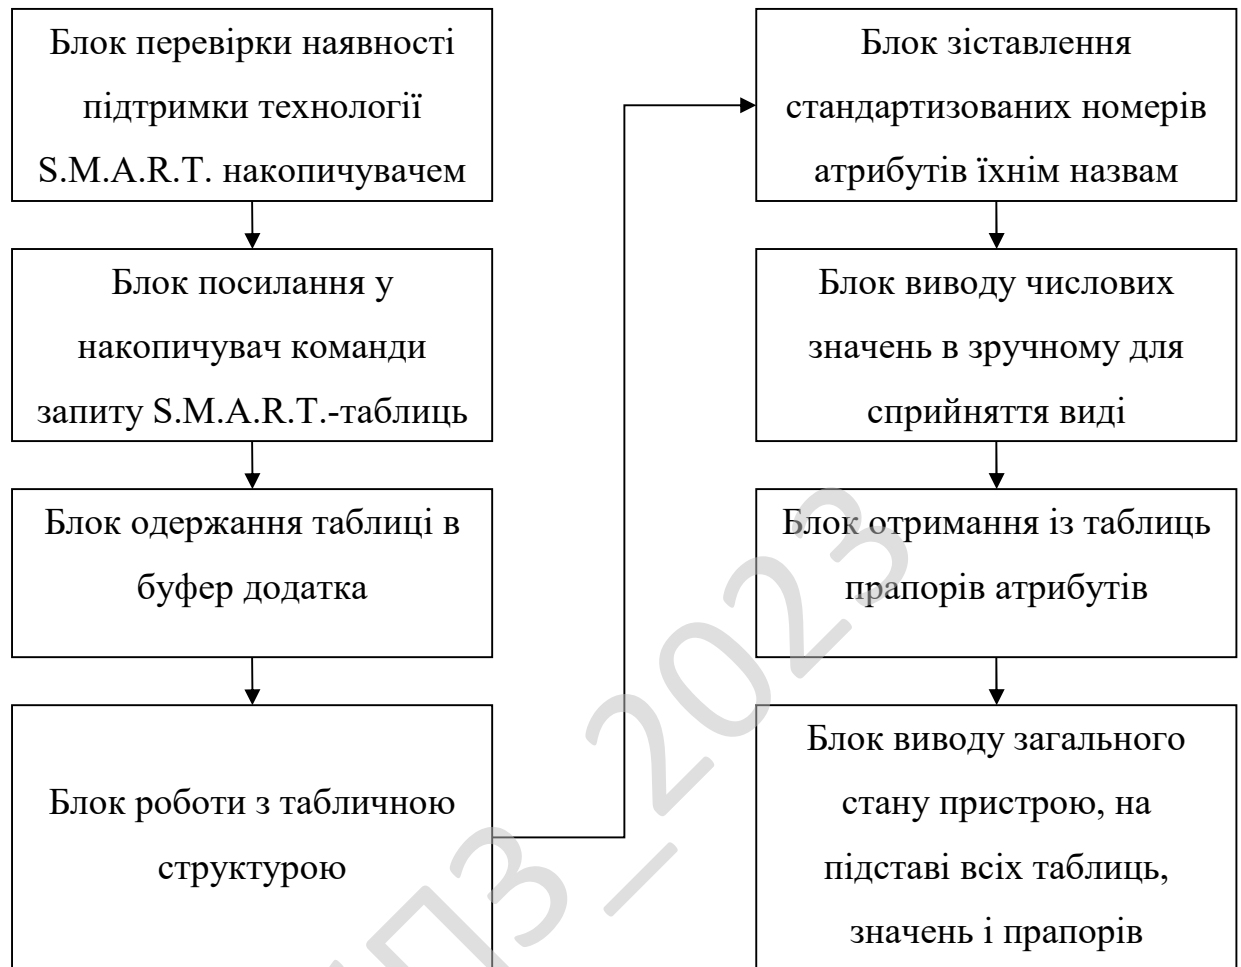 Блок перевірки наявності
підтримки технології
S.M.A.R.T. накопичувачем
Блок посилання у
накопичувач команди
запиту S.M.A.R.T.-таблиць
Блок одержання таблиці в
буфер додатка
Блок роботи з табличною
структурою
Блок зіставлення
стандартизованих номерів
атрибутів їхнім назвам
Блок виводу числових
значень в зручному для
сприйняття виді
Блок отримання із таблиць
прапорів атрибутів
Блок виводу загального
стану пристрою, на
підставі всіх таблиць,
значень і прапорів
ПЗ_2023